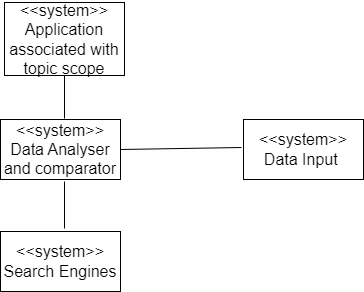 <<system>>
Application
associated with
topic scope
<<system>>
Data Analyser
and comparator
<<system>>
Data Input
<<system>>
Search Engines